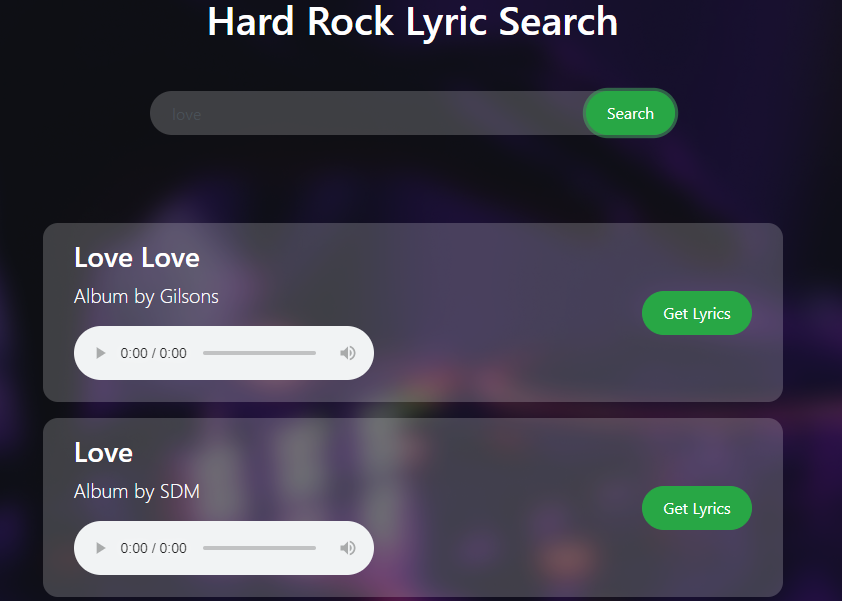 Hard Rock Lyric Search
love
Search
Love Love
Album by Gilsons
0:00 / 0:00
Get Lyrics
Love
Album by SDM
0:00 / 0:00
Get Lyrics